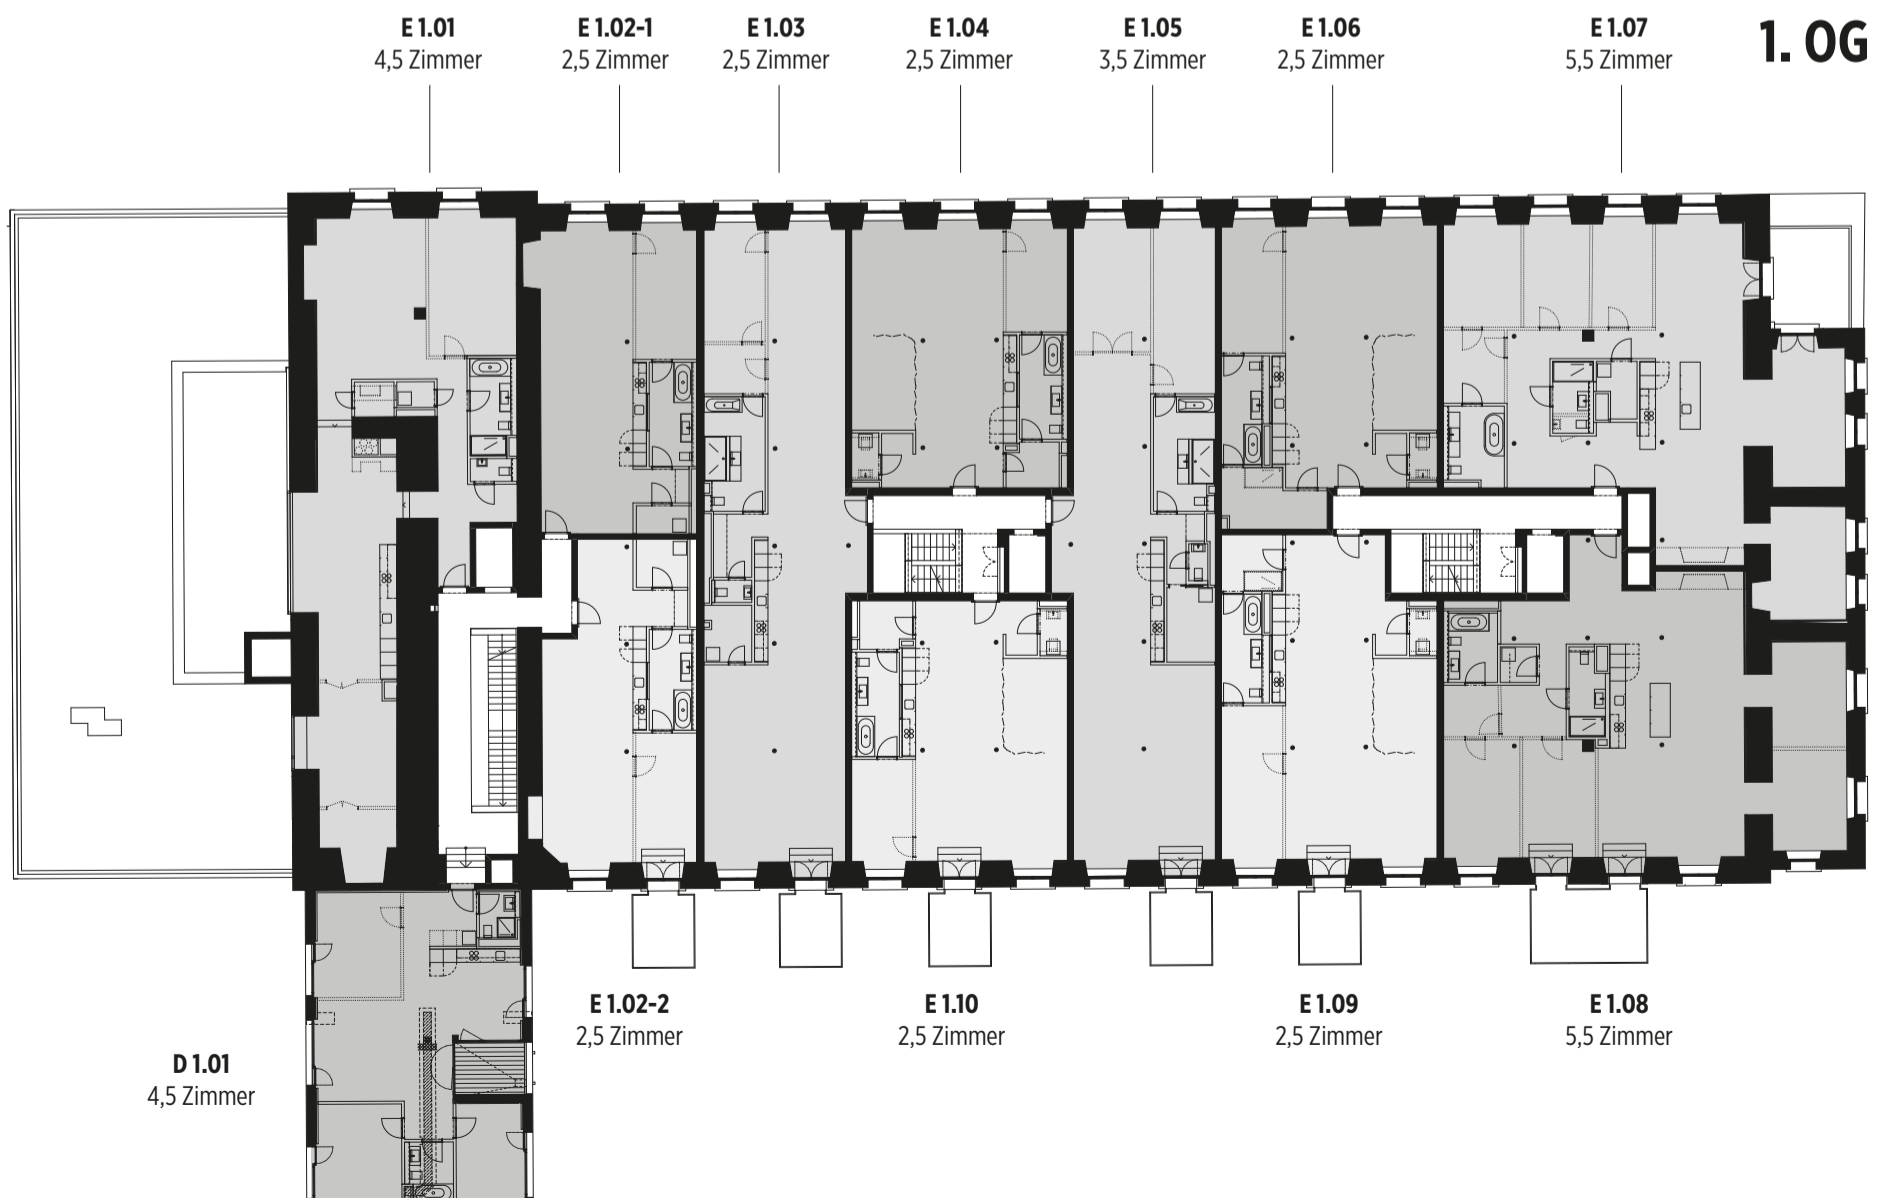 E 1.01
4,5 Zimmer
E 1.02-1
2,5 Zimmer
E 1.03
2,5 Zimmer
E 1.04
2,5 Zimmer
E 1.05
3,5 Zimmer
E 1.06
2,5 Zimmer
E 1.07
5,5 Zimmer
1. OG
E 1.02-2
2,5 Zimmer
E 1.10
2,5 Zimmer
E 1.09
2,5 Zimmer
E 1.08
5,5 Zimmer
D 1.01
4,5 Zimmer